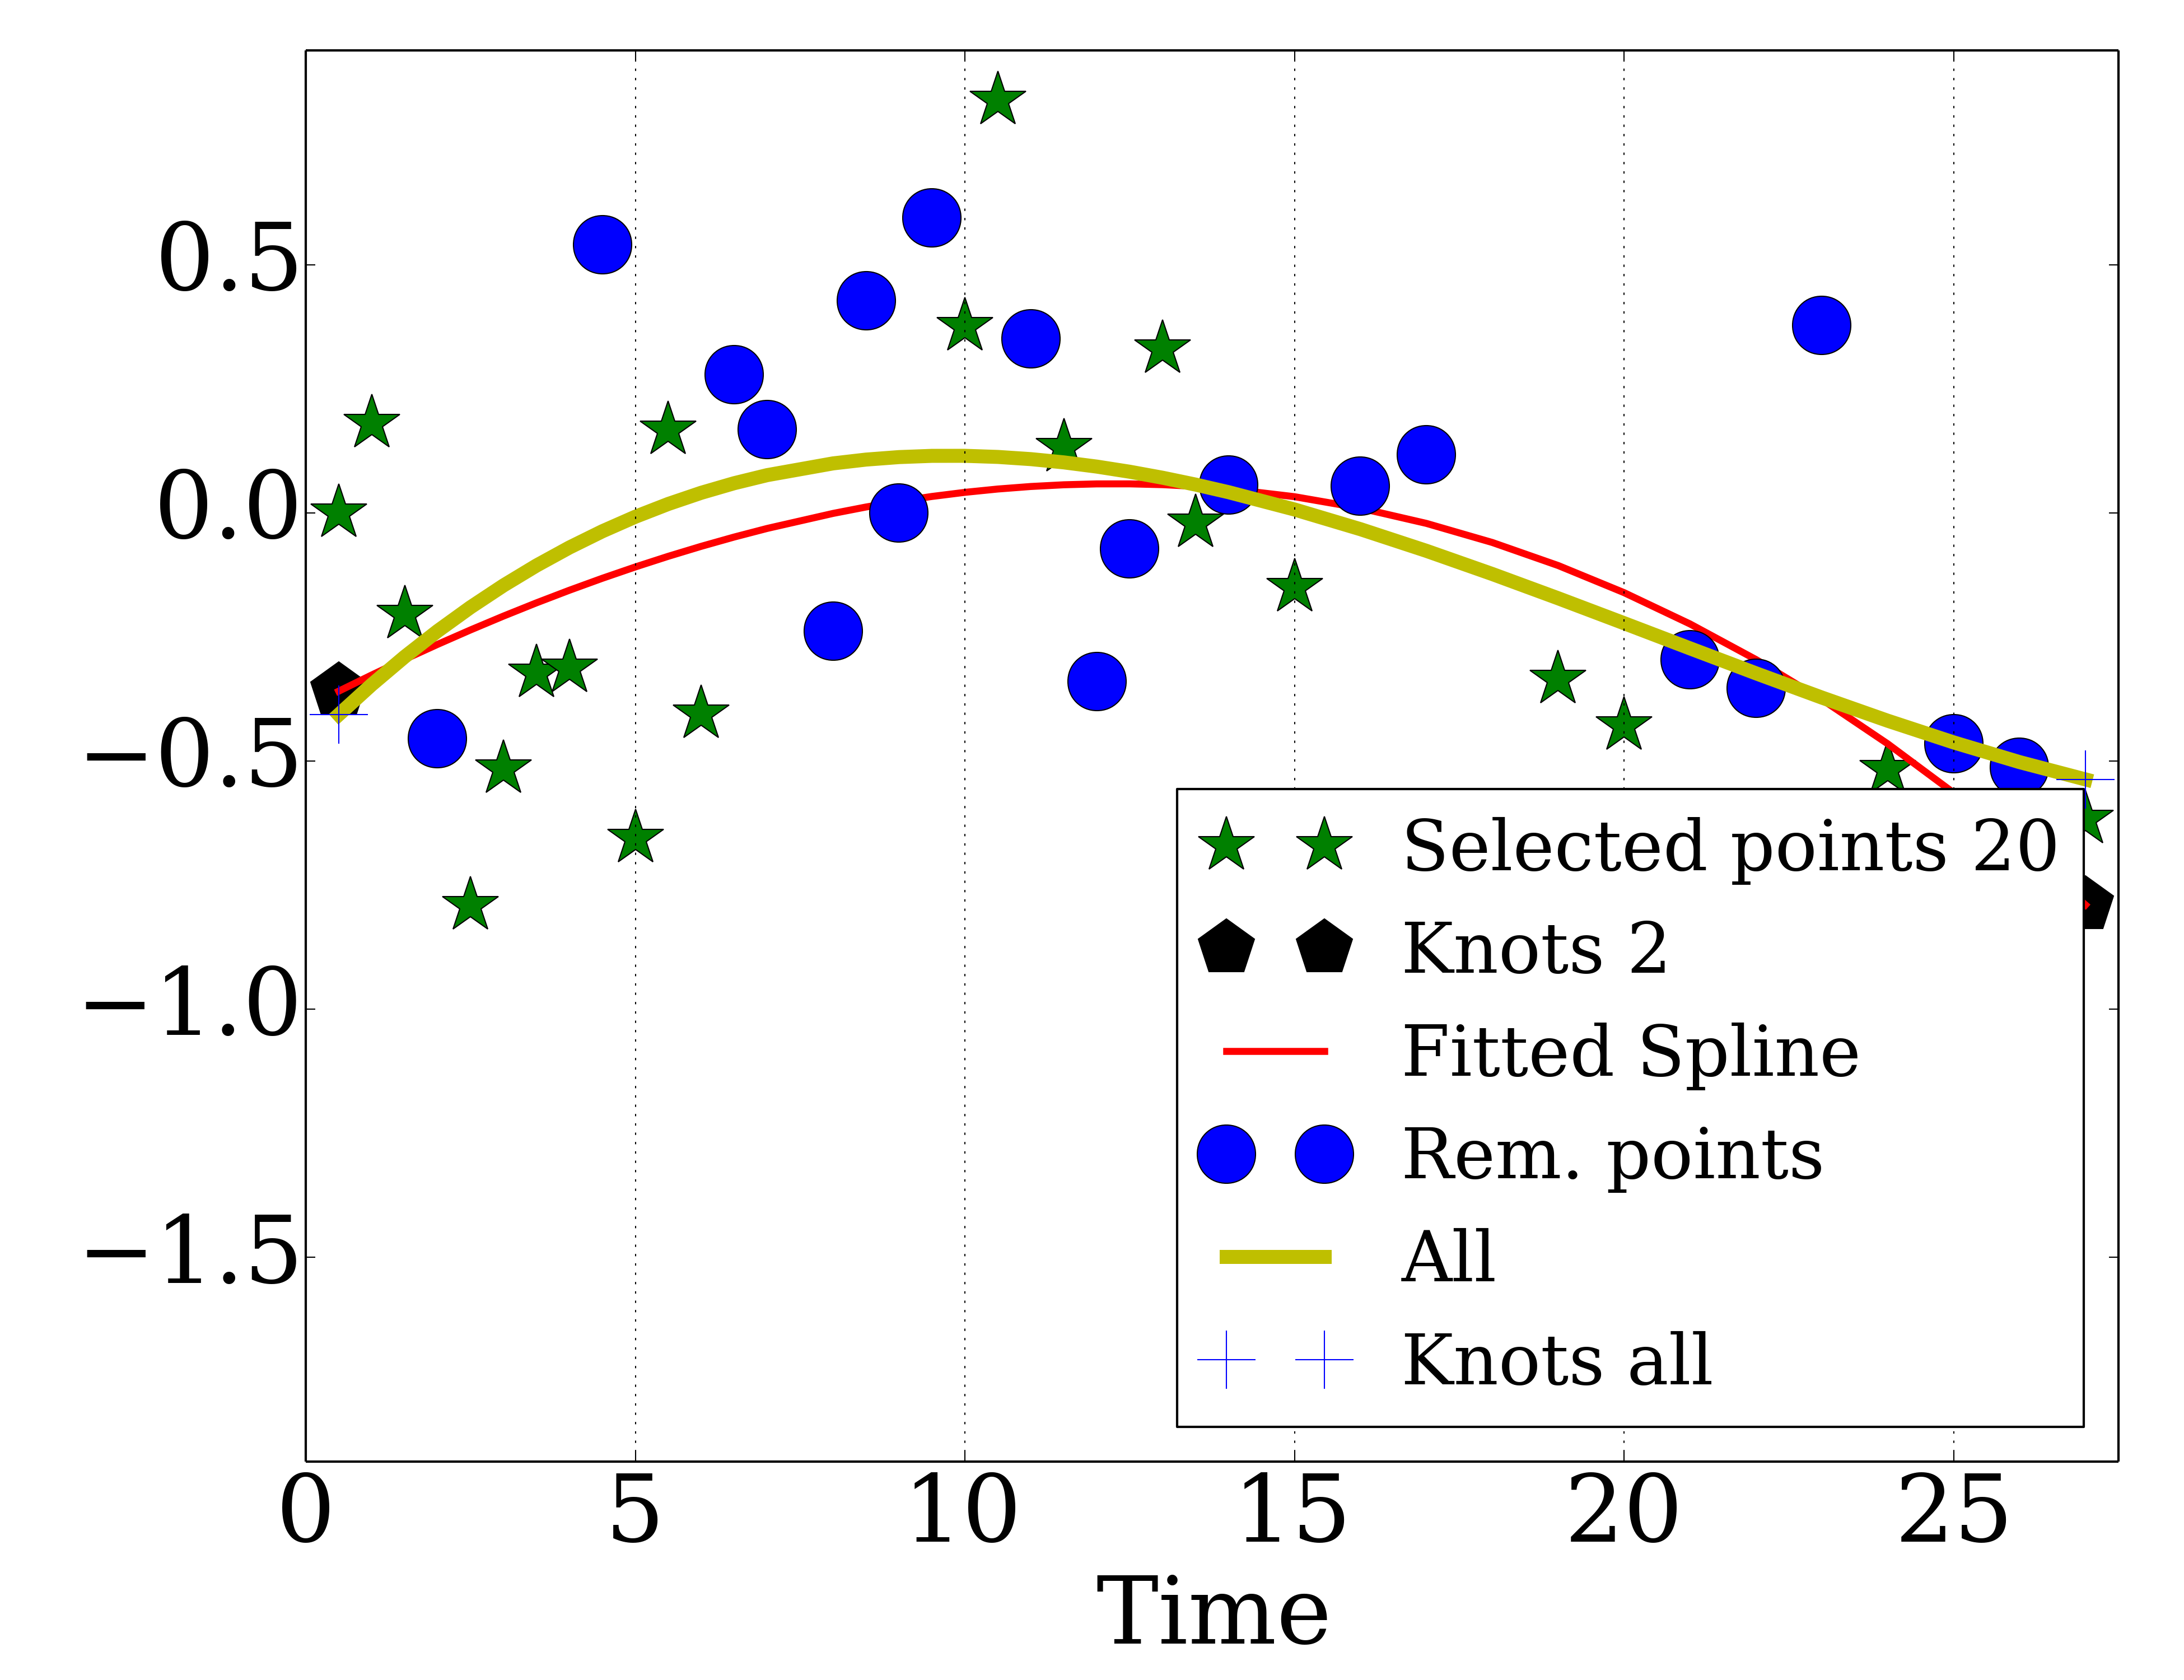 0.5
0.0
−0.5
−1.0
−1.5
Selected points 20
Knots 2
Fitted Spline
Rem. points
All
Knots all
0 5 10 15 20 25
Time